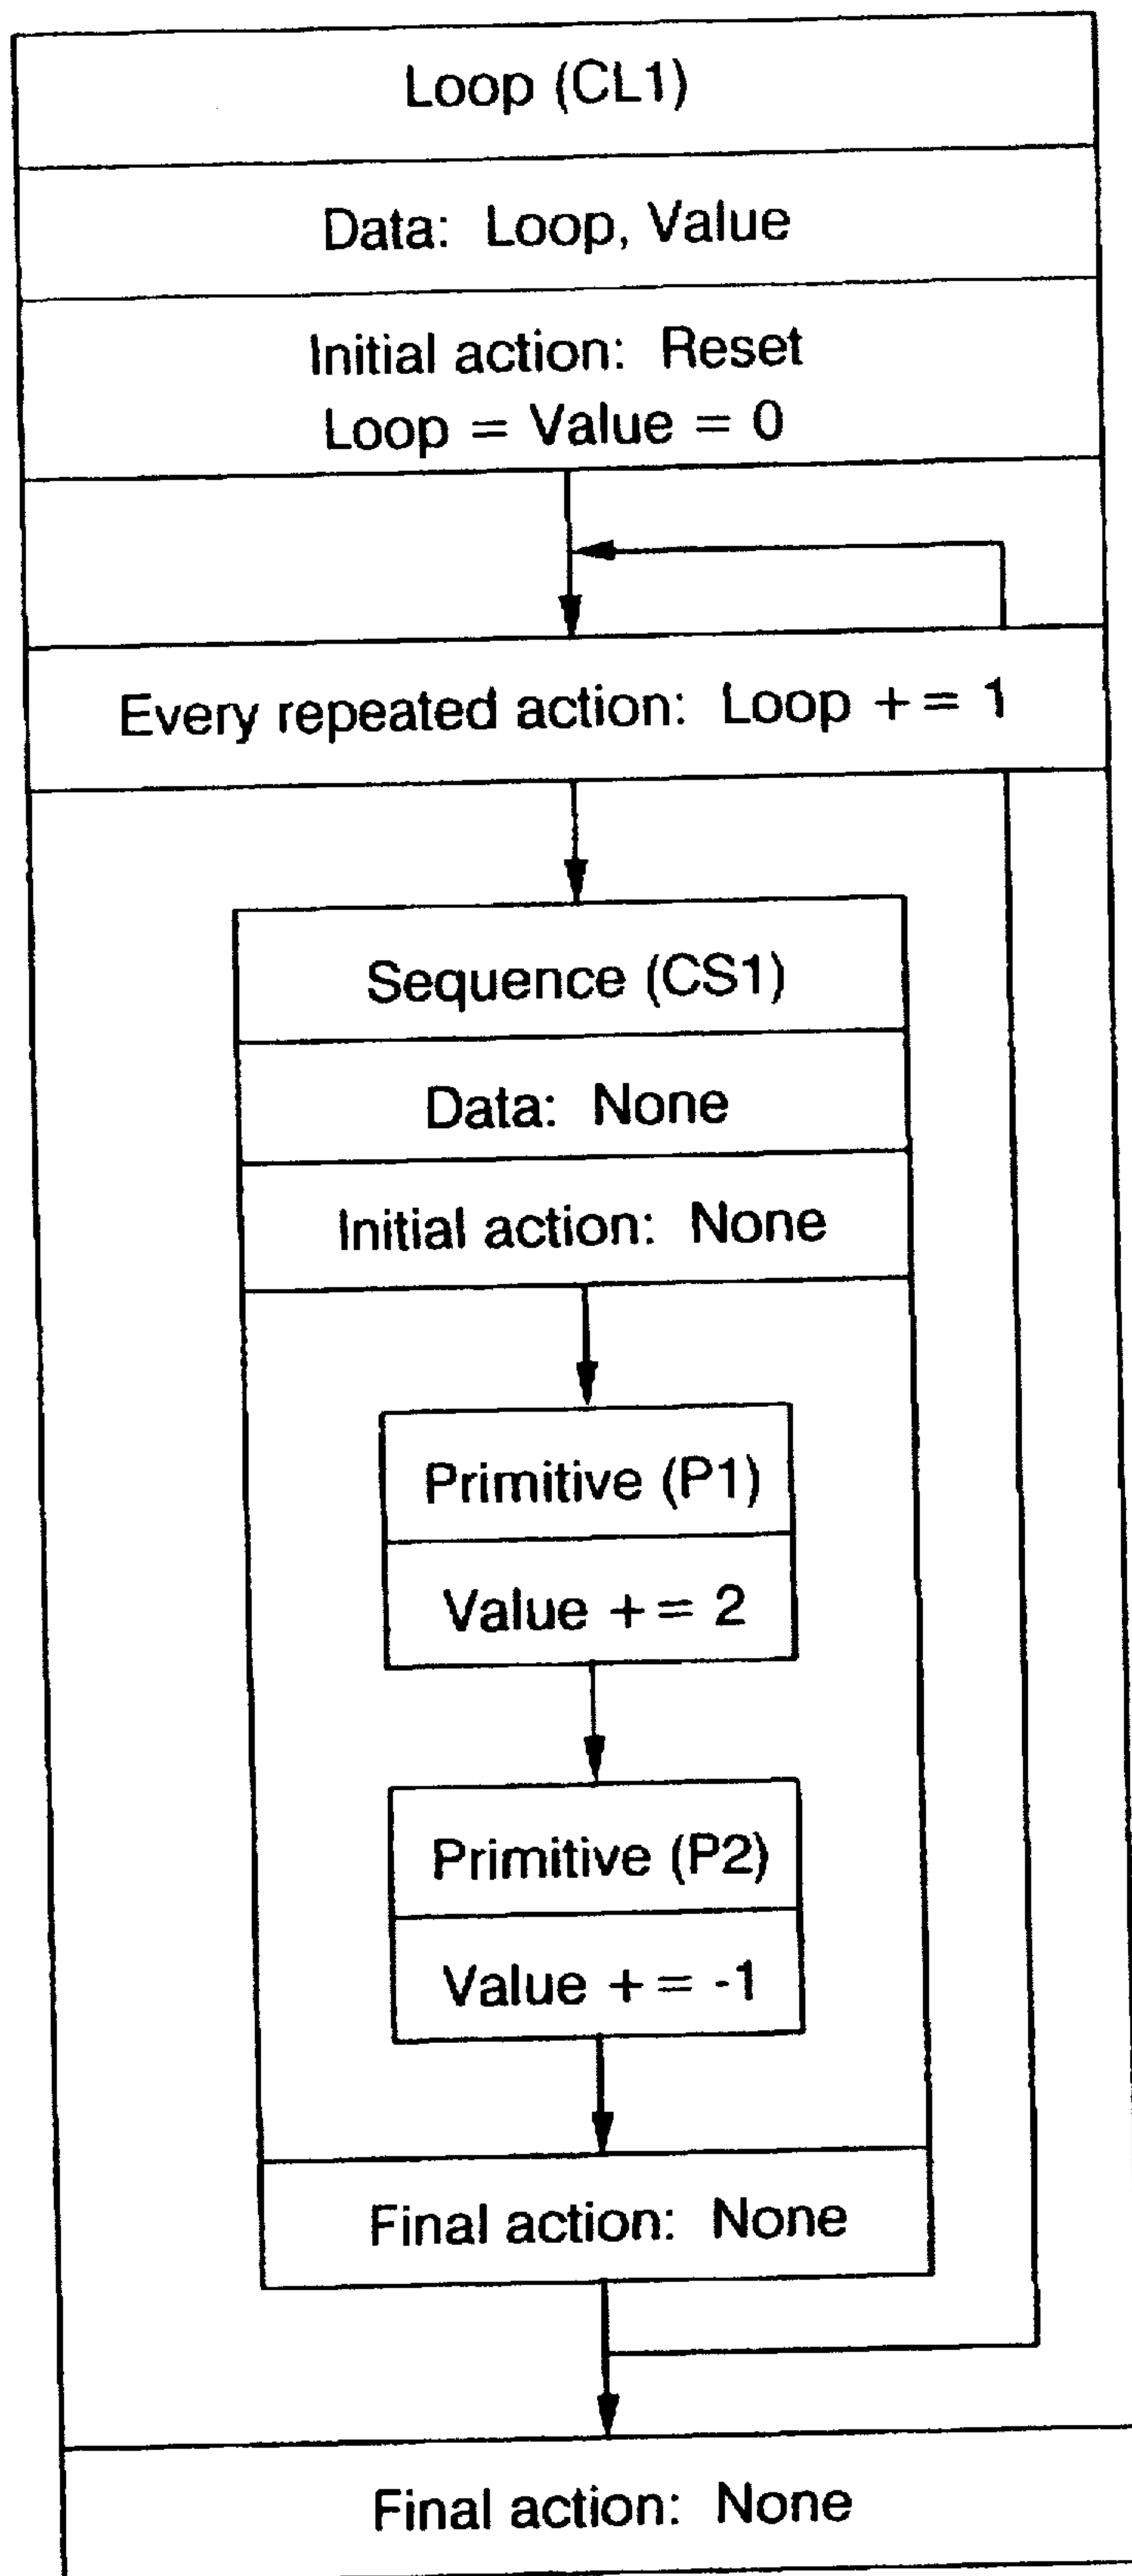 Loop (CL1)
Data: Loop, Value
Initial action: Reset
Loop = Value = 0
Every repeated action: Loop += 1
Sequence (CS1)
Data: None
Initial action: None
Primitive (P1)
Value += 2
Primitive (P2)
Value += -1
Final action: None
Final action: None